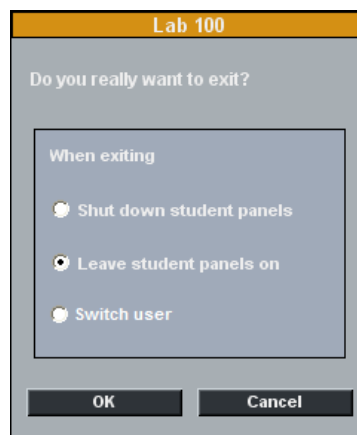 Lab 100
Do you really want to exit?
When exiting
Shut down student panels
Leave student panels on
Switch user
OK
Cancel